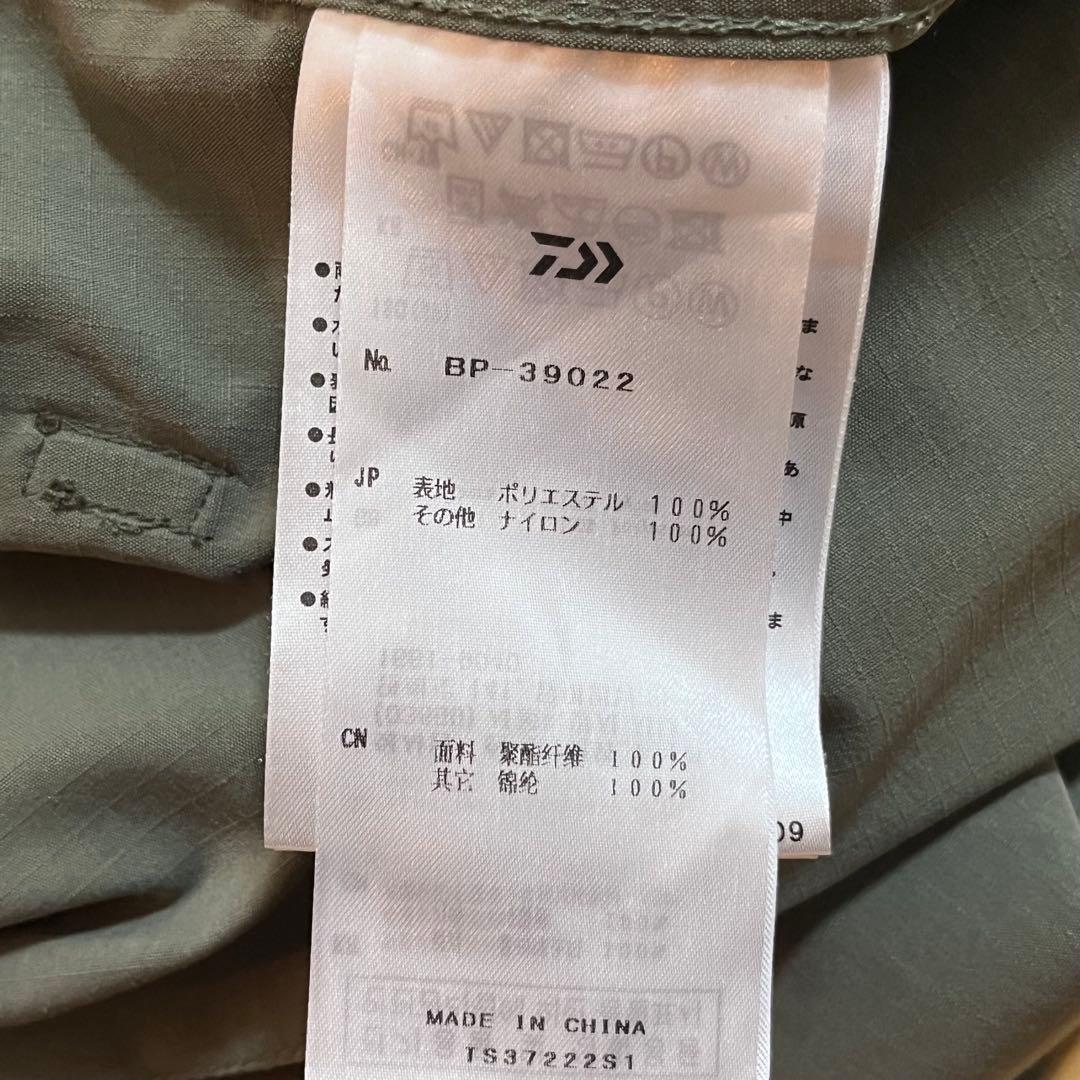 No. BP-39022
JP 表地 ポリエステル 100%
その他 ナイロン 100%
CN 面料 聚酯纤维 100%
其它 锦纶 100%
09
MADE IN CHINA
TS37222S1